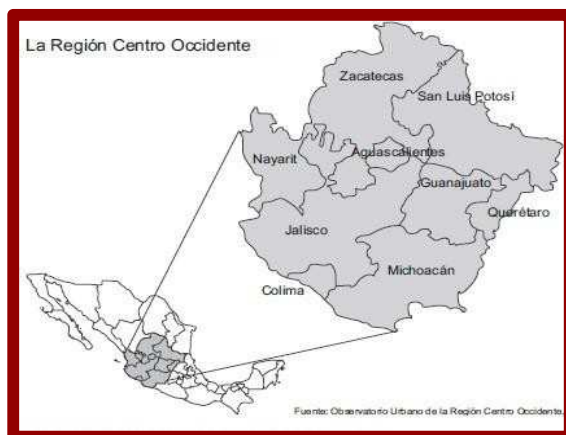 La Región Centro Occidente
Zacatecas
San Luis Potosí
Aguascalientes
Nayarit
Guanajuato
Querétaro
Jalisco
Michoacán
Colima
Fuente: Observatorio Urbano de la Región Centro Occidente.